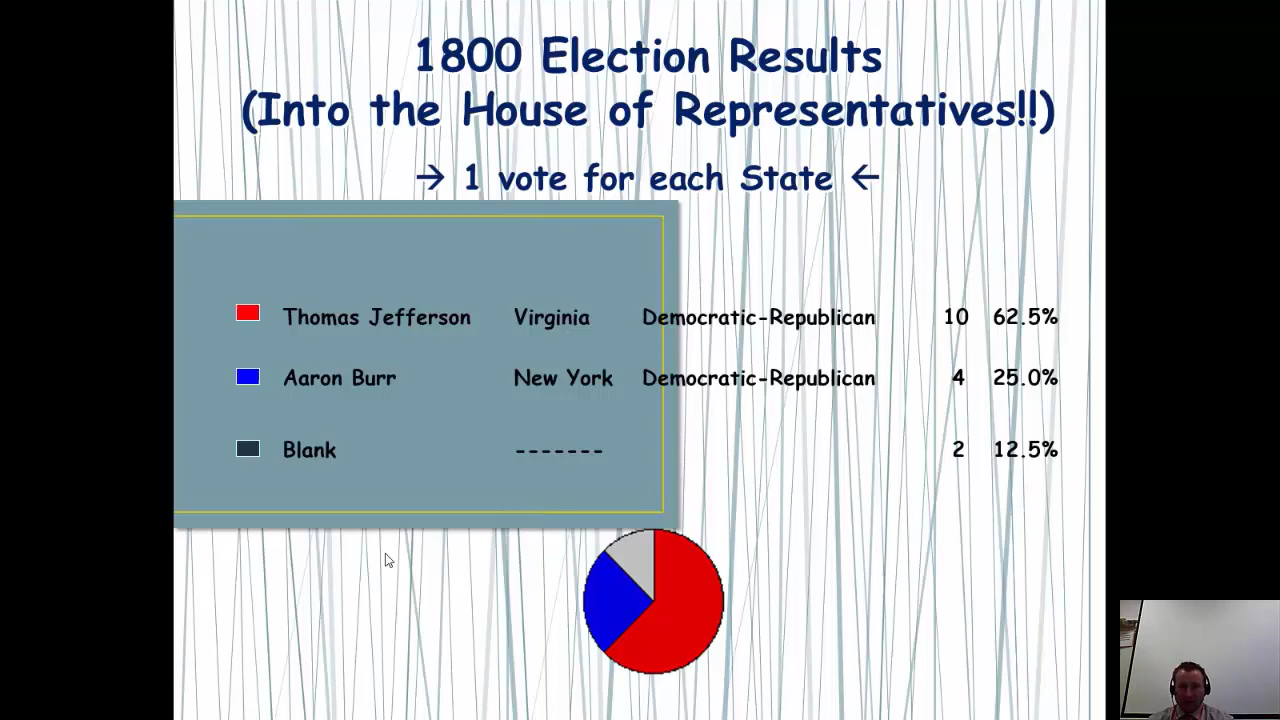 1800 Election Results
(Into the House of Representatives!!)
→ 1 vote for each State ←
Thomas Jefferson Virginia Democratic-Republican 10 62.5%
Aaron Burr New York Democratic-Republican 4 25.0%
Blank ------- 2 12.5%